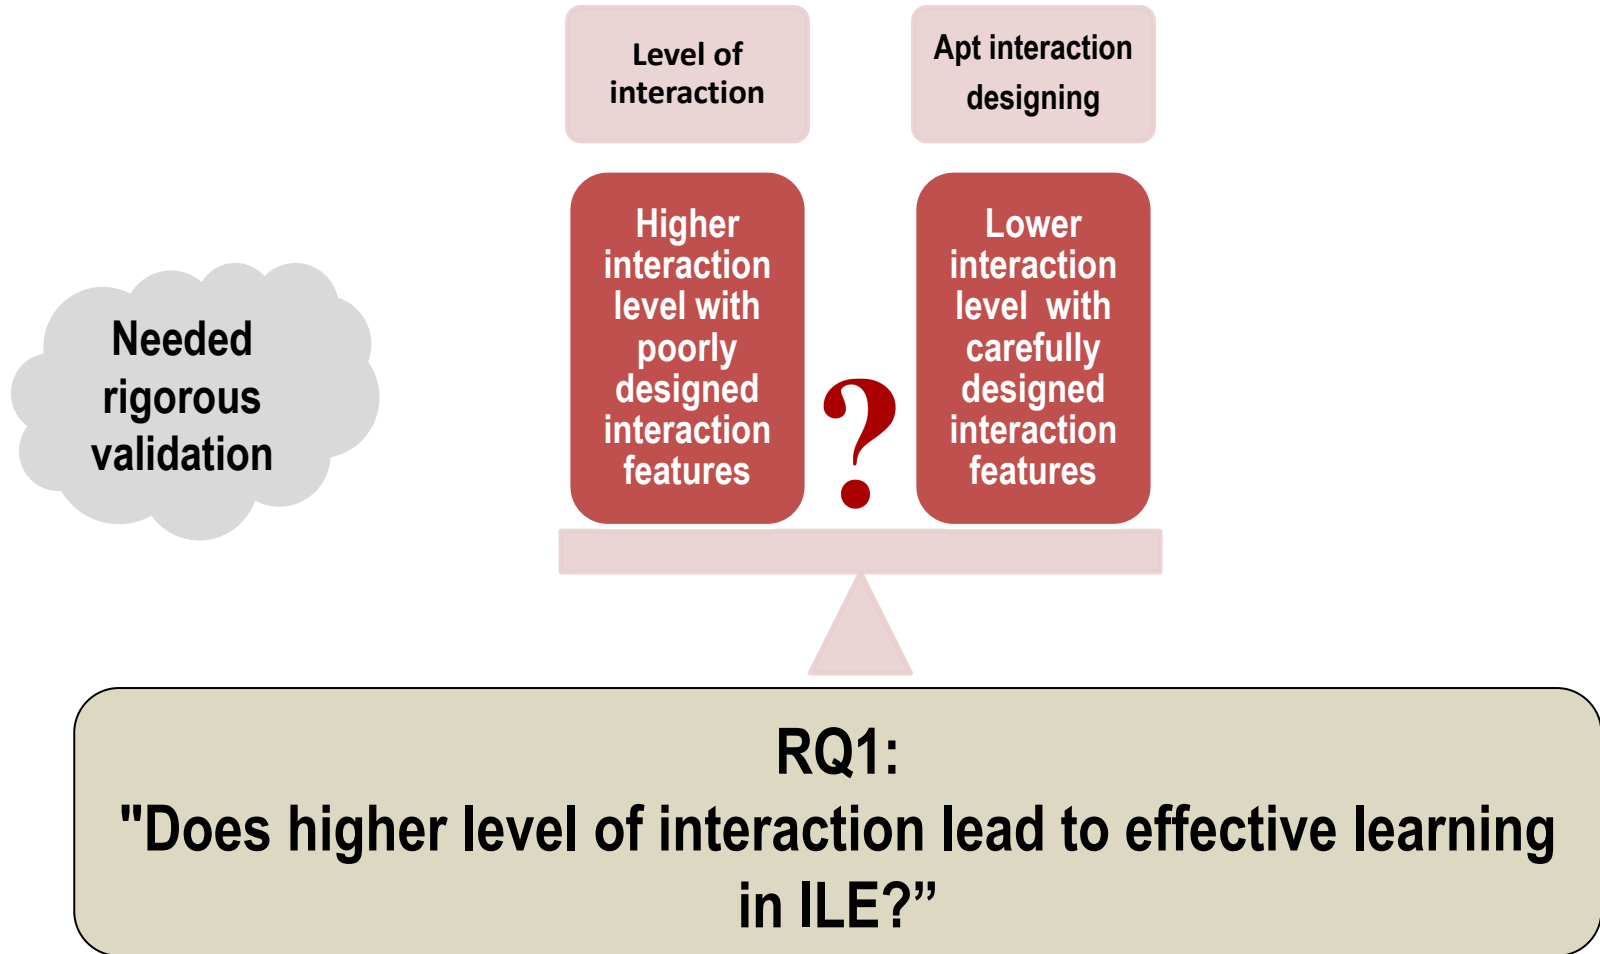 Level of
interaction
Apt interaction
designing
Higher
interaction
level with
poorly
designed
interaction
features
?
Lower
interaction
level  with
carefully
designed
interaction
features
Needed
rigorous
validation
RQ1:
"Does higher level of interaction lead to effective learning
in ILE?”